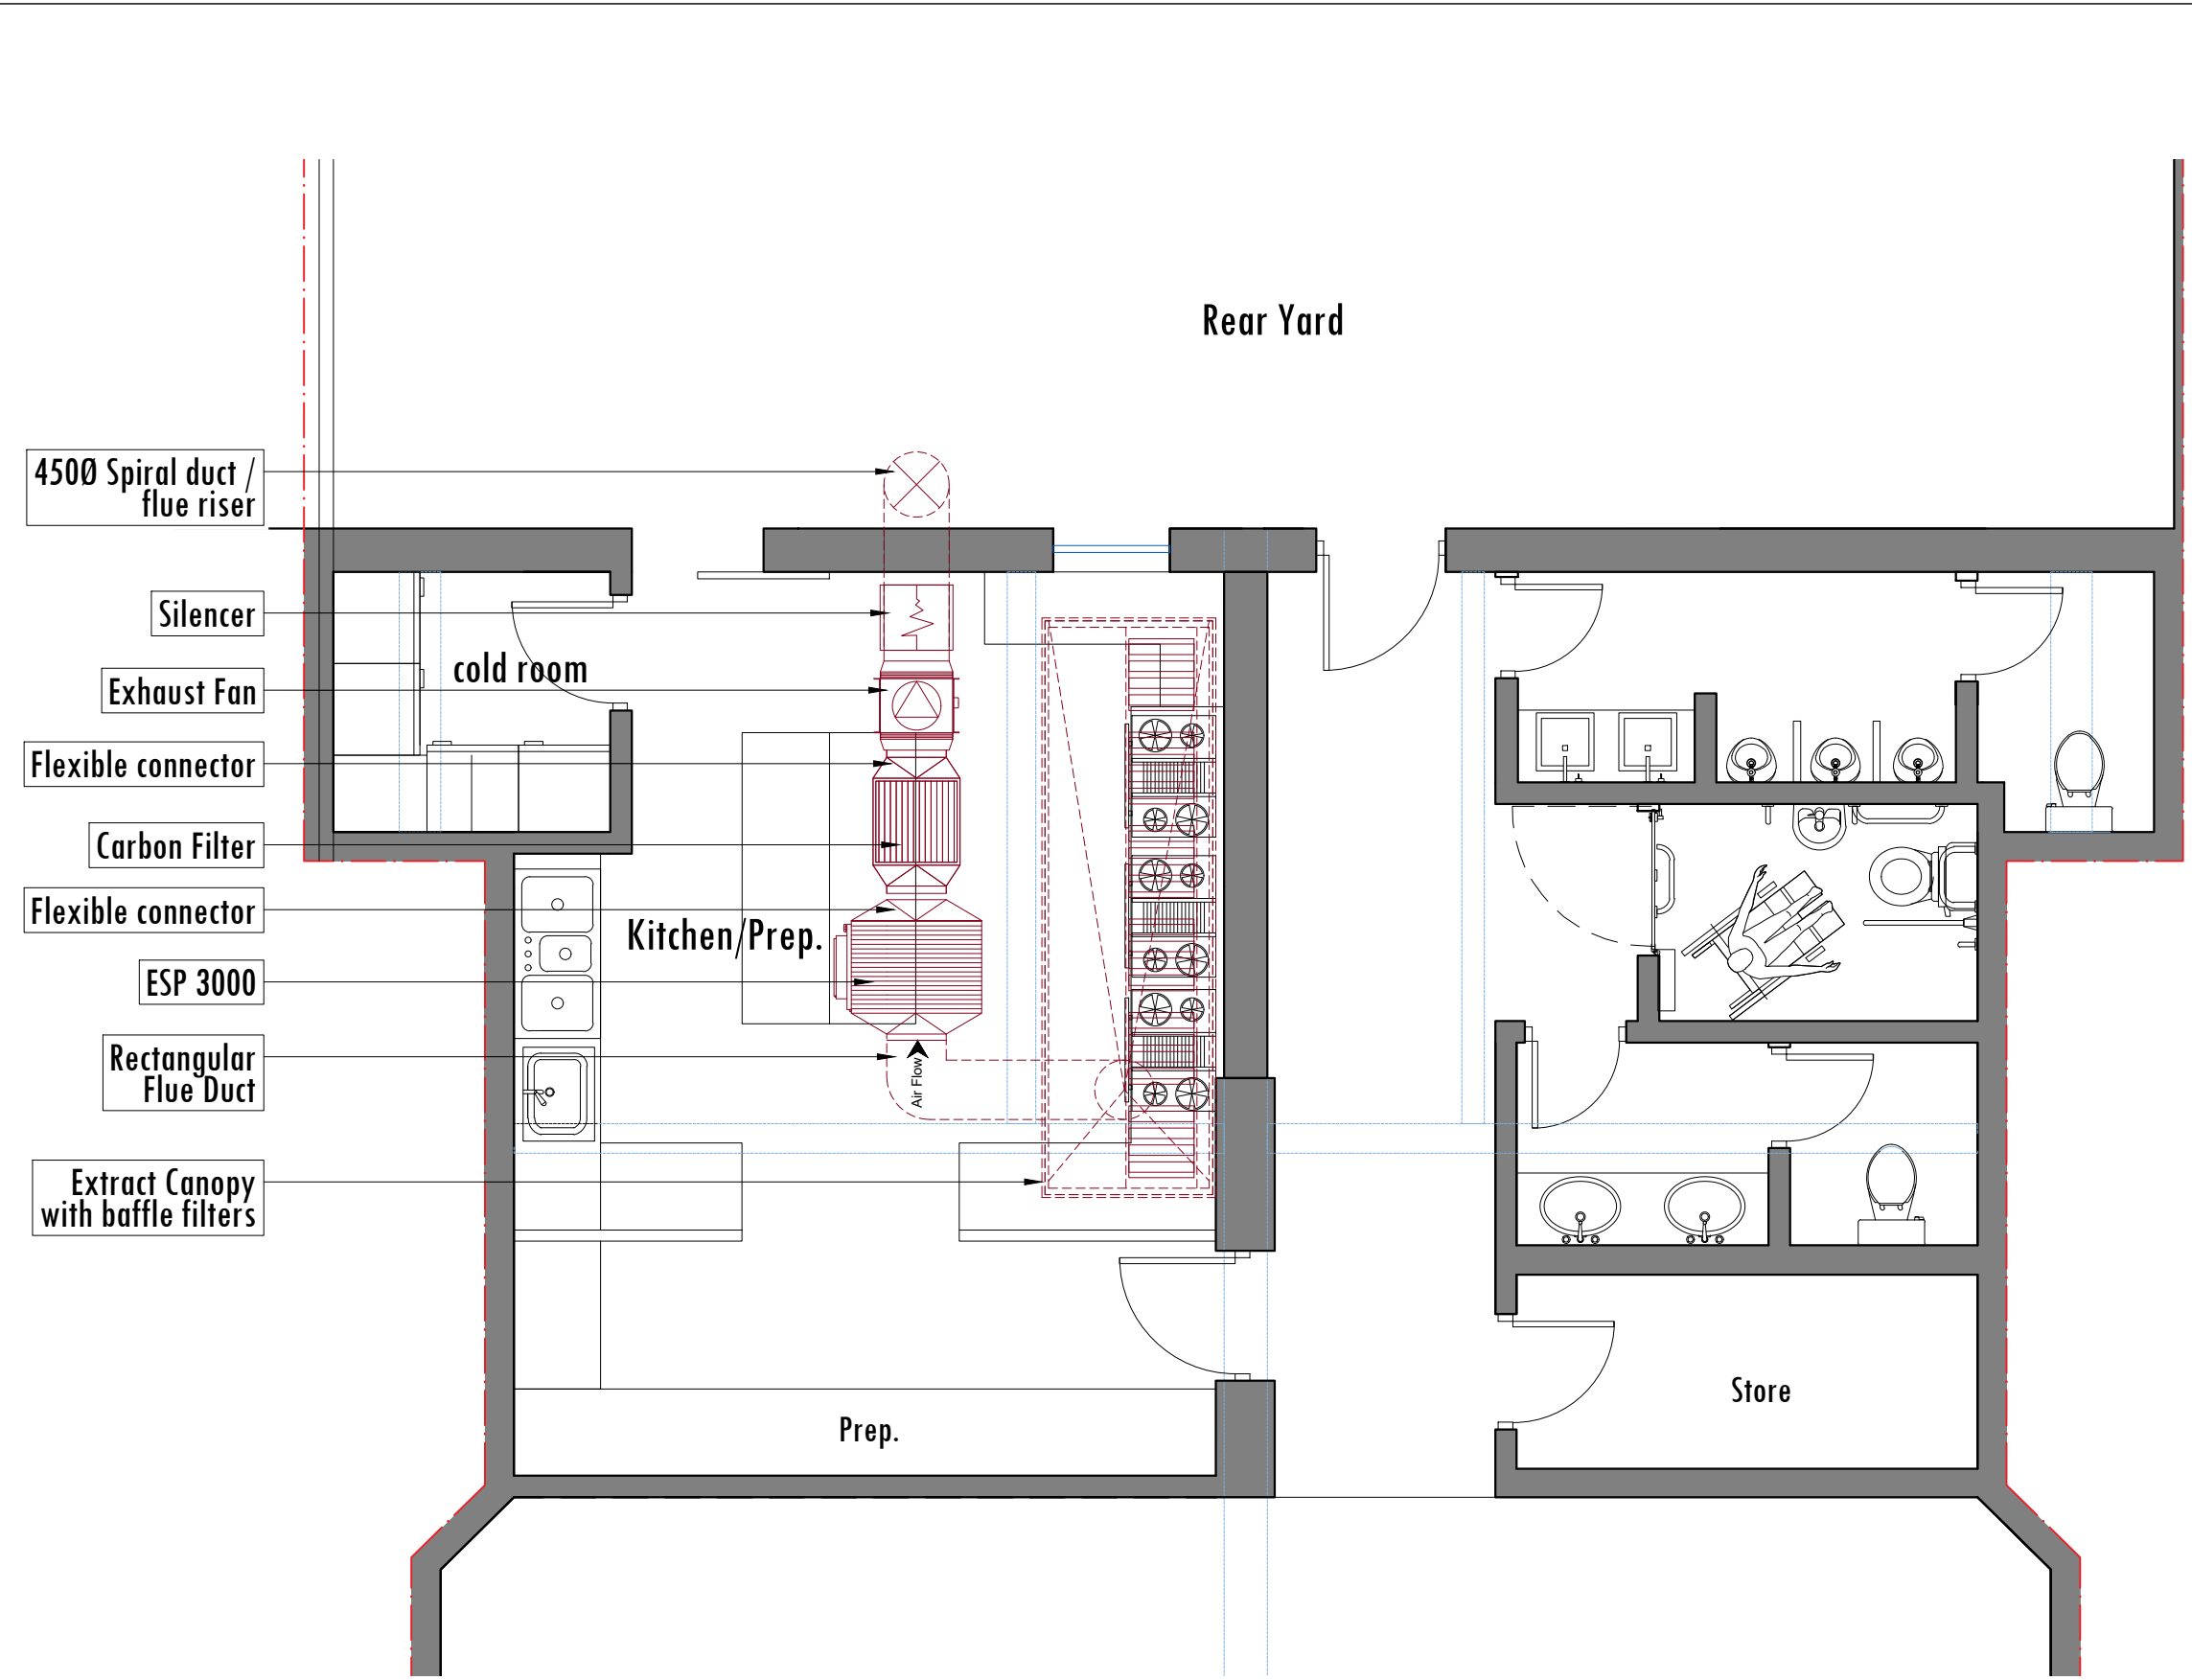 Rear Yard
450Ø Spiral duct /
flue riser
Silencer
cold room
Exhaust Fan
Flexible connector
Carbon Filter
Flexible connector
Kitchen/Prep.
ESP 3000
Rectangular
Flue Duct
Air Flow
Extract Canopy
with baffle filters
Store
Prep.